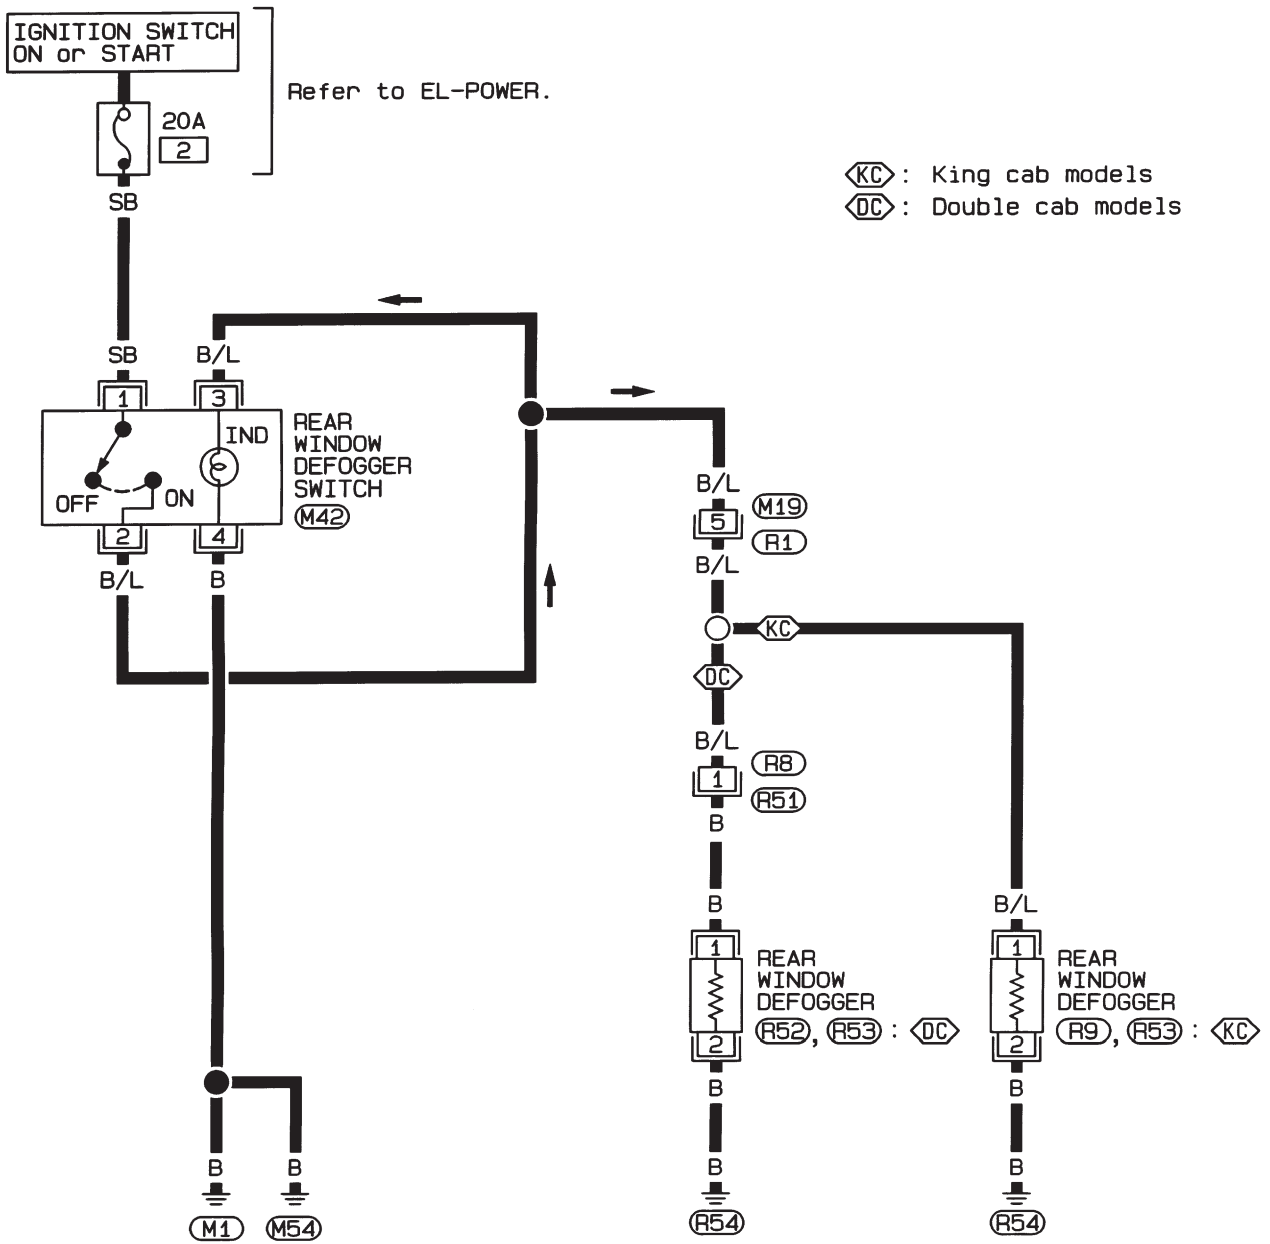 IGNITION SWITCH
ON or START
Refer to EL-POWER.
20A
2
KC : King cab models
DC : Double cab models
SB
SB
B/L
1
3
IND
OFF
ON
REAR
WINDOW
DEFOGGER
SWITCH
M42
2
4
B/L
B
B/L
5
M19
R1
B/L
KC
DC
B/L
1
R8
R51
B
B
B/L
1
REAR
WINDOW
DEFOGGER
R52, R53 : DC
2
1
REAR
WINDOW
DEFOGGER
R9, R53 : KC
2
B
B
B
B
B
B
M1
M54
R54
R54